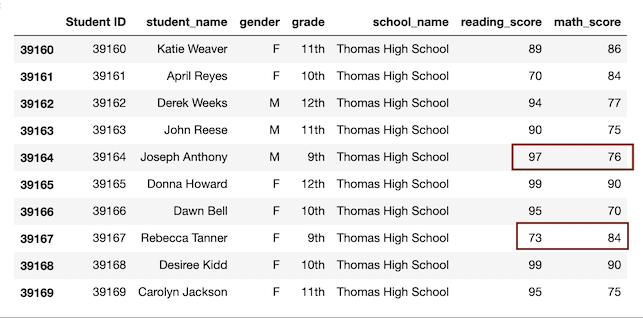 Student ID student_name gender grade school_name reading_score math_score
39160 39160 Katie Weaver F 11th Thomas High School 89 86
39161 39161 April Reyes F 10th Thomas High School 70 84
39162 39162 Derek Weeks M 12th Thomas High School 94 77
39163 39163 John Reese M 11th Thomas High School 90 75
39164 39164 Joseph Anthony M 9th Thomas High School 97 76
39165 39165 Donna Howard F 12th Thomas High School 99 90
39166 39166 Dawn Bell F 10th Thomas High School 95 70
39167 39167 Rebecca Tanner F 9th Thomas High School 73 84
39168 39168 Desiree Kidd F 10th Thomas High School 99 90
39169 39169 Carolyn Jackson F 11th Thomas High School 95 75